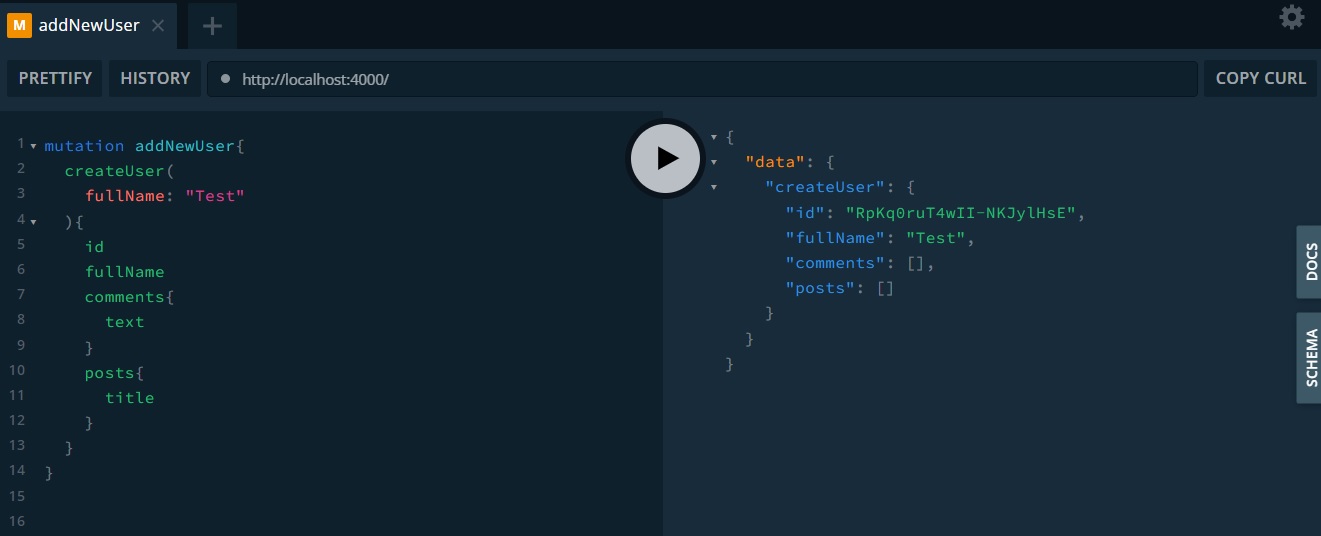 M addNewUser
PRETTIFY HISTORY http://localhost:4000/ COPY CURL
1 mutation addNewUser{
2 createUser(
3 fullName: "Test"
4 ){
5 id
6 fullName
7 comments{
8 text
9 }
10 posts{
11 title
12 }
13 }
14 }
15
16
{
"data": {
"createUser": {
"id": "RpKq0ruT4wII-NKJylHsE",
"fullName": "Test",
"comments": [],
"posts": []
}
}
}
DOCS
SCHEMA